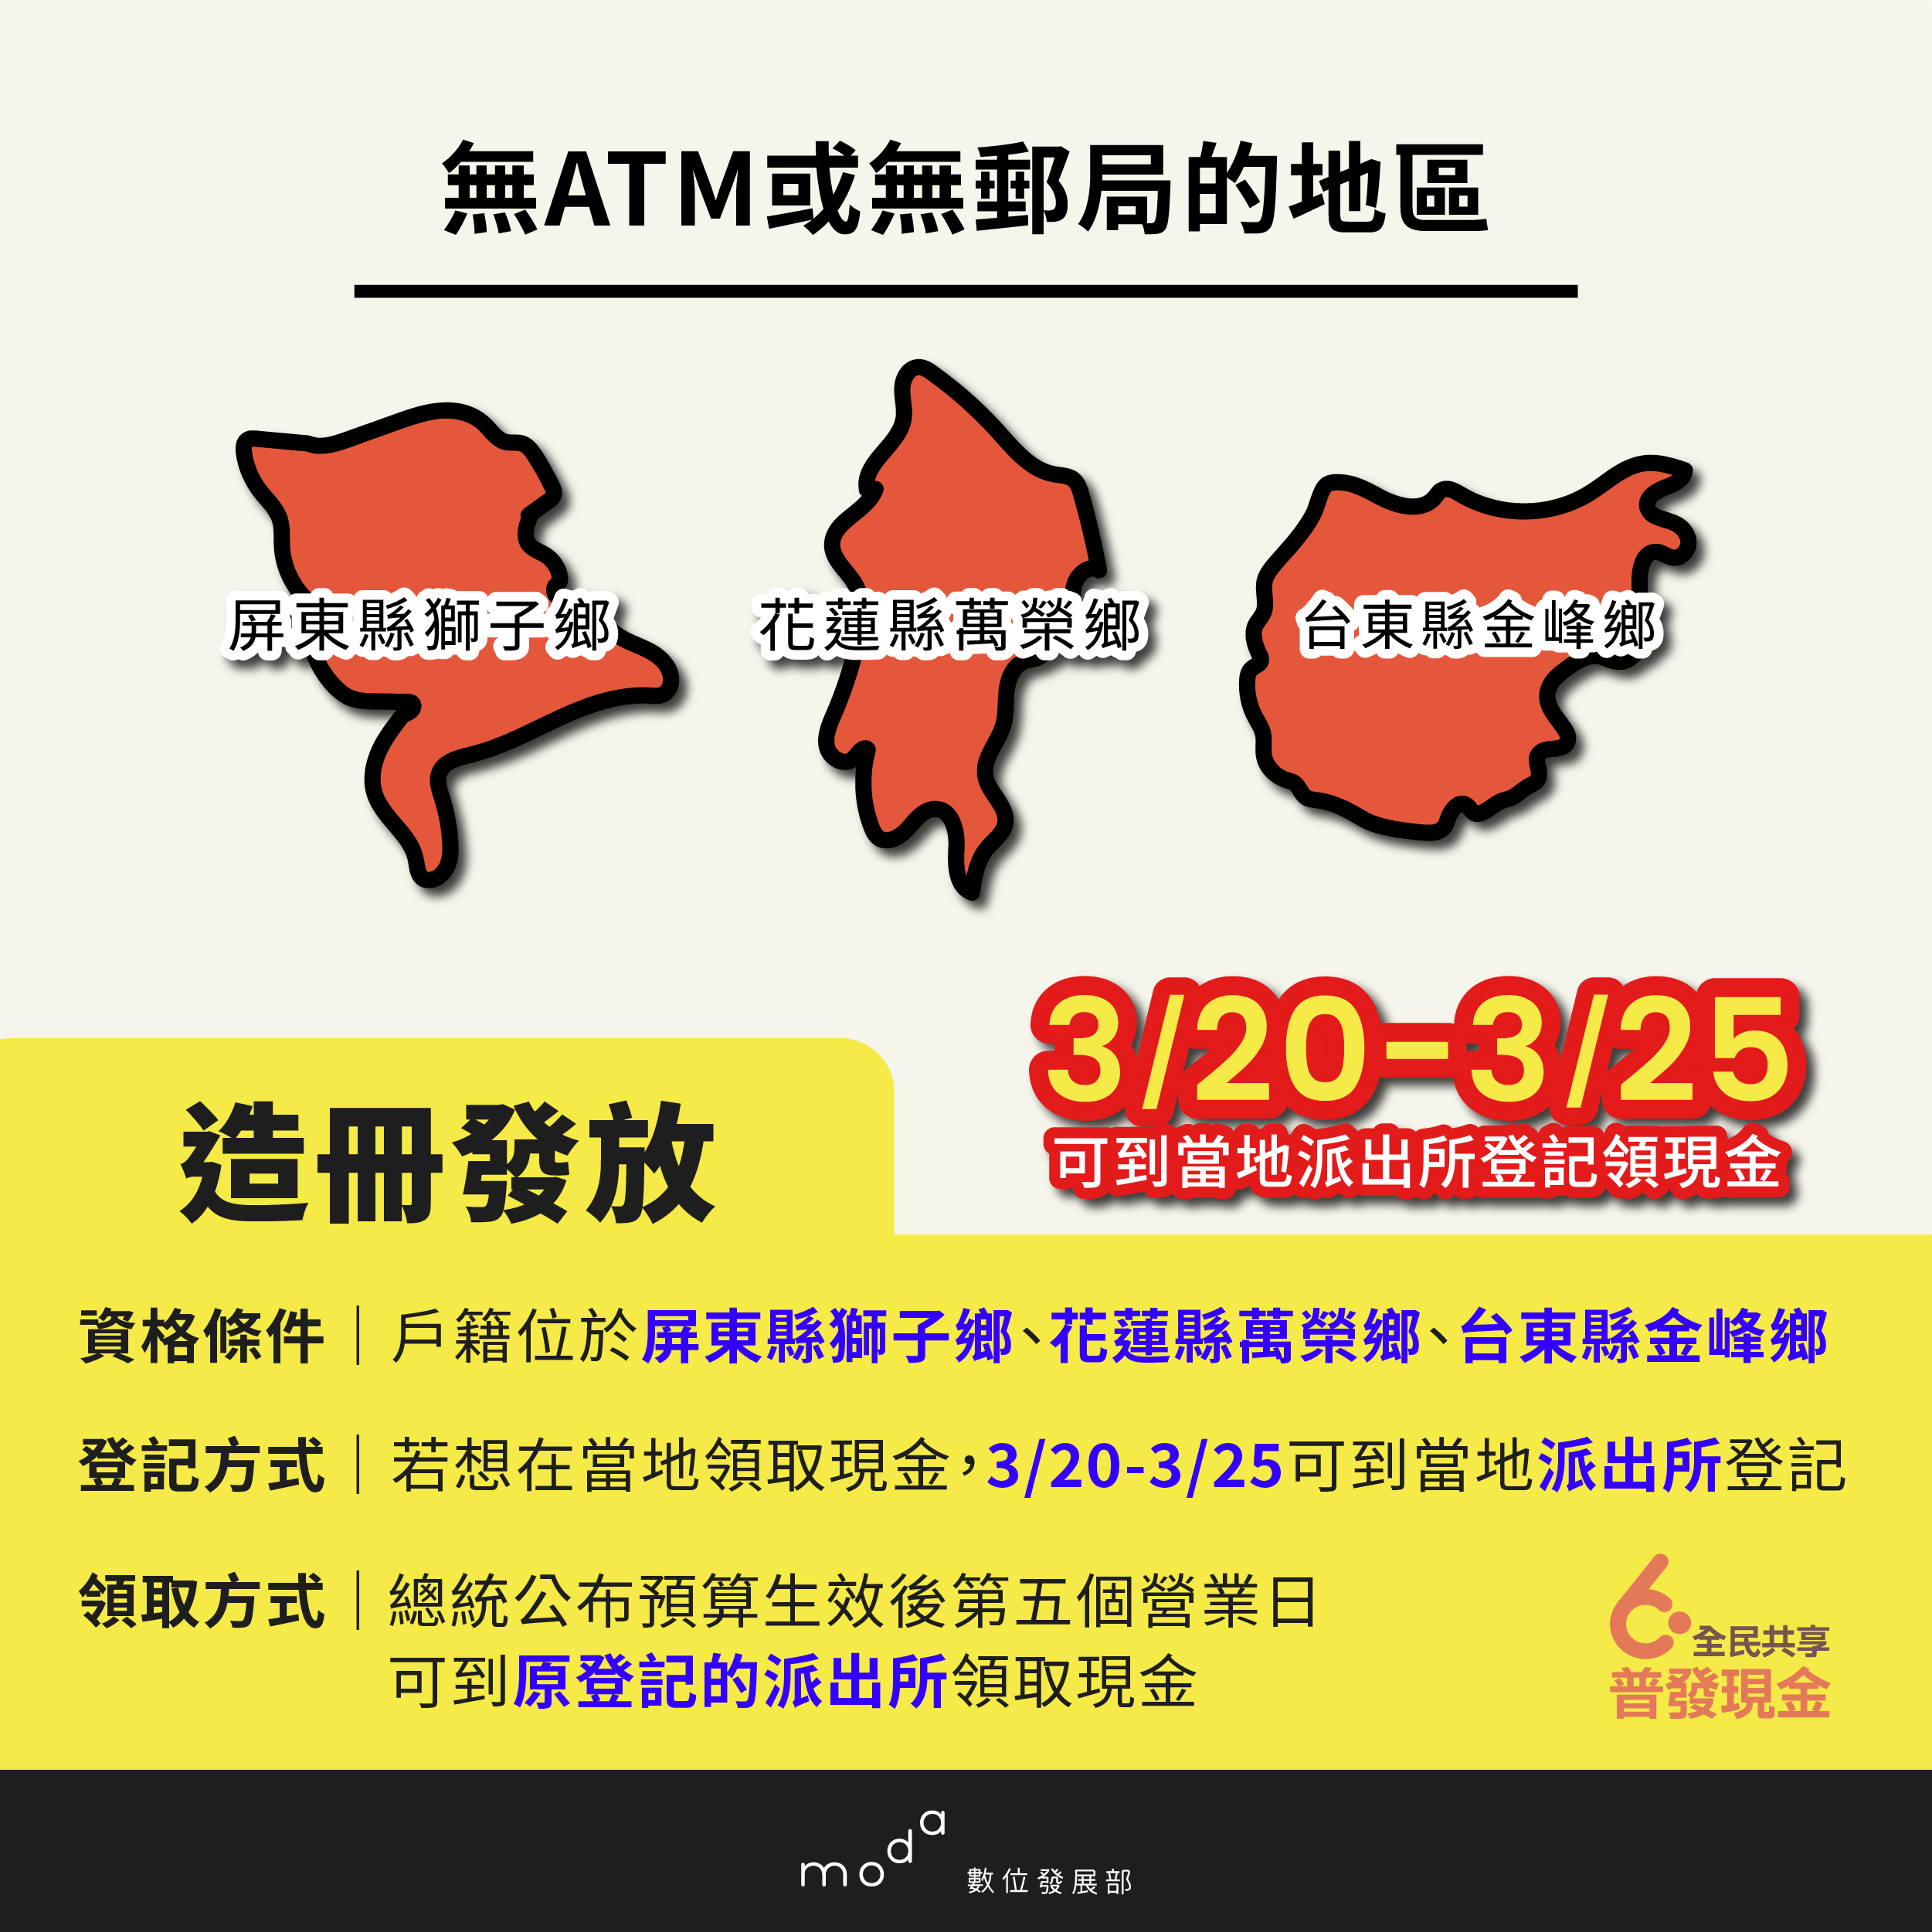 無ATM或無郵局的地區
屏東縣獅子鄉
花蓮縣萬榮鄉
台東縣金峰鄉
3/20-3/25
可到當地派出所登記領現金
造冊發放
資格條件｜戶籍位於屏東縣獅子鄉、花蓮縣萬榮鄉、台東縣金峰鄉
登記方式｜若想在當地領取現金，3/20-3/25可到當地派出所登記
領取方式｜總統公布預算生效後第五個營業日
可到原登記的派出所領取現金
全民共享
普發現金
moda 數位發展部